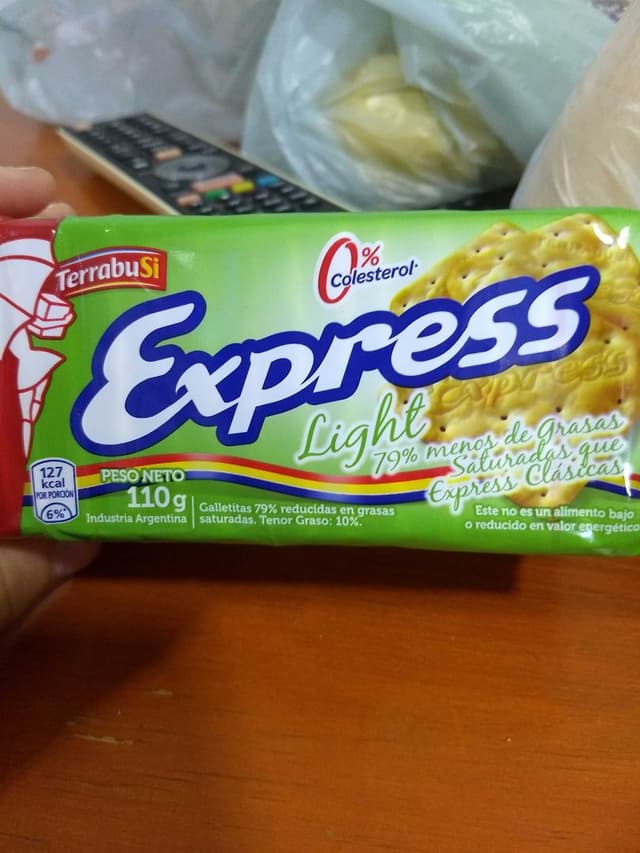 TerrabuSi
0%
Colesterol
Express
Light
79% menos de Grasas
Saturadas, que
Express Clásicas
127
kcal
POR PORCIÓN
6%
PESO NETO
110 g
Industria Argentina
Galletitas 79% reducidas en grasas
saturadas. Tenor Graso: 10%.
Este no es un alimento bajo
o reducido en valor energético
express